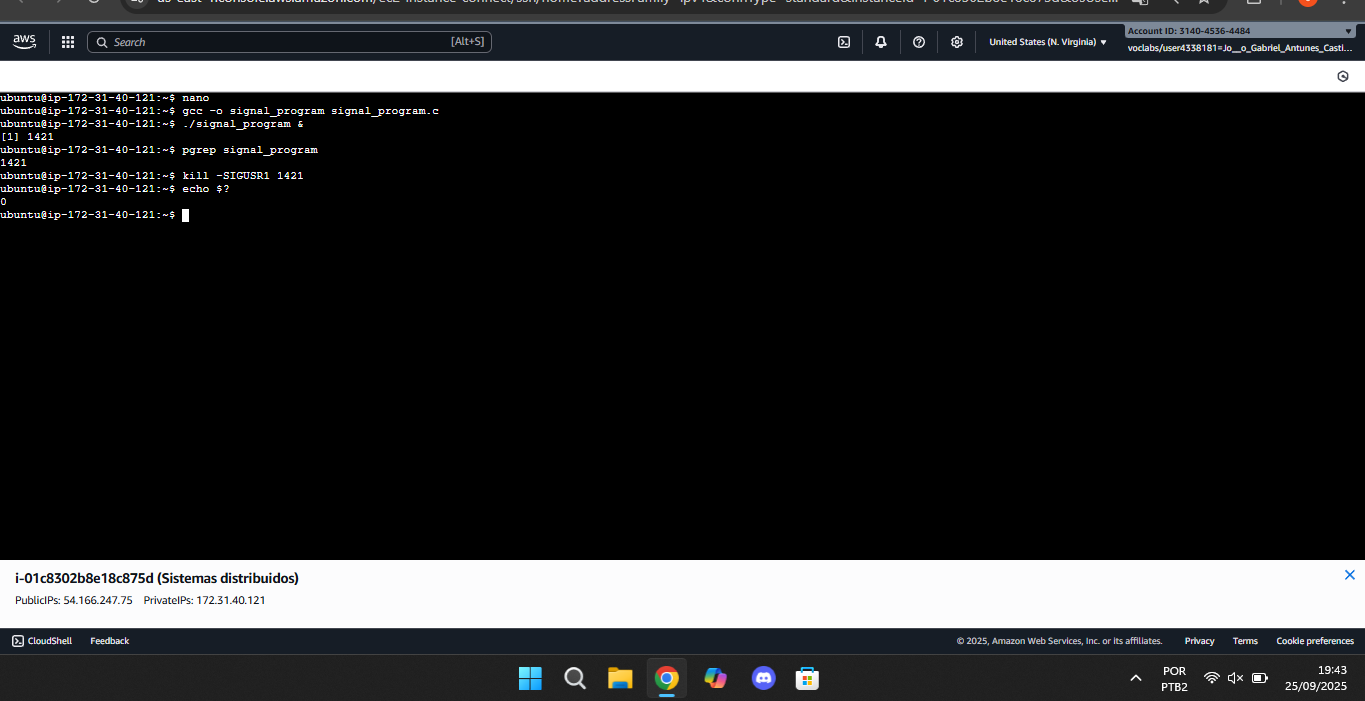 aws
Search
[Alt+S]
United States (N. Virginia)
Account ID: 3140-4536-4484
voclabs/user4338181=Jo__o_Gabriel_Antunes_Casti...
ubuntu@ip-172-31-40-121:~$ nano
ubuntu@ip-172-31-40-121:~$ gcc -o signal_program signal_program.c
ubuntu@ip-172-31-40-121:~$ ./signal_program &
[1] 1421
ubuntu@ip-172-31-40-121:~$ pgrep signal_program
1421
ubuntu@ip-172-31-40-121:~$ kill -SIGUSR1 1421
ubuntu@ip-172-31-40-121:~$ echo $?
0
ubuntu@ip-172-31-40-121:~$
i-01c8302b8e18c875d (Sistemas distribuidos)
PublicIPs: 54.166.247.75 PrivateIPs: 172.31.40.121
CloudShell Feedback
© 2025, Amazon Web Services, Inc. or its affiliates. Privacy Terms Cookie preferences
POR
PTB2
19:43
25/09/2025